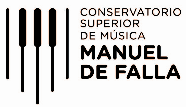 CONSERVATORIO
SUPERIOR
DE MÚSICA
MANUEL
DE FALLA